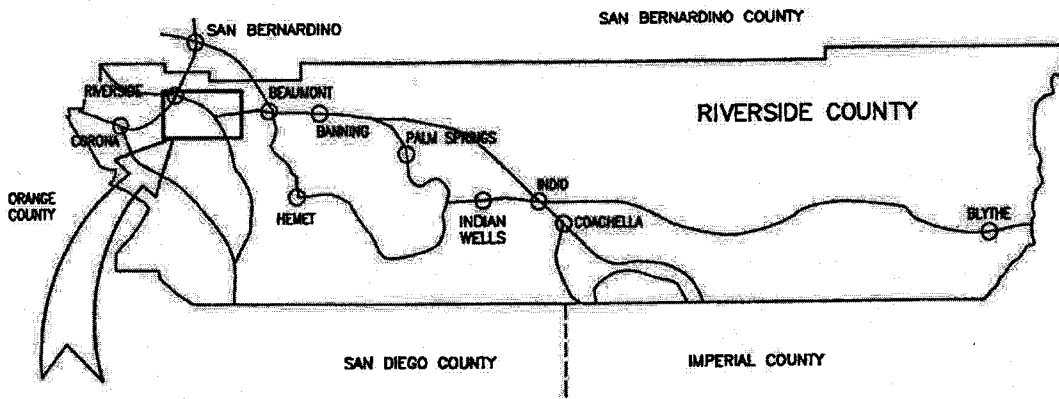 SAN BERNARDINO COUNTY
SAN BERNARDINO
RIVERSIDE
BEAUMONT
RIVERSIDE COUNTY
CORONA
BANNING
PALM SPRINGS
ORANGE
COUNTY
HEMET
INDIAN
WELLS
INDIO
COACHELLA
BLYTHE
SAN DIEGO COUNTY
IMPERIAL COUNTY